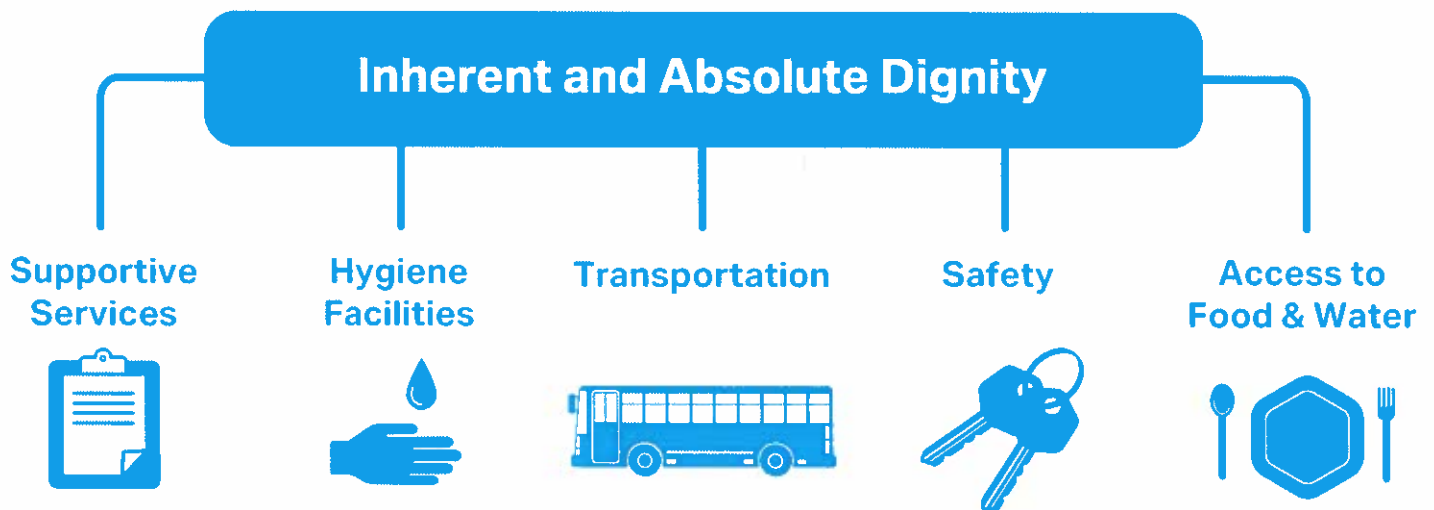 Inherent and Absolute Dignity
Supportive
Services
Hygiene
Facilities
Transportation
Safety
Access to
Food & Water